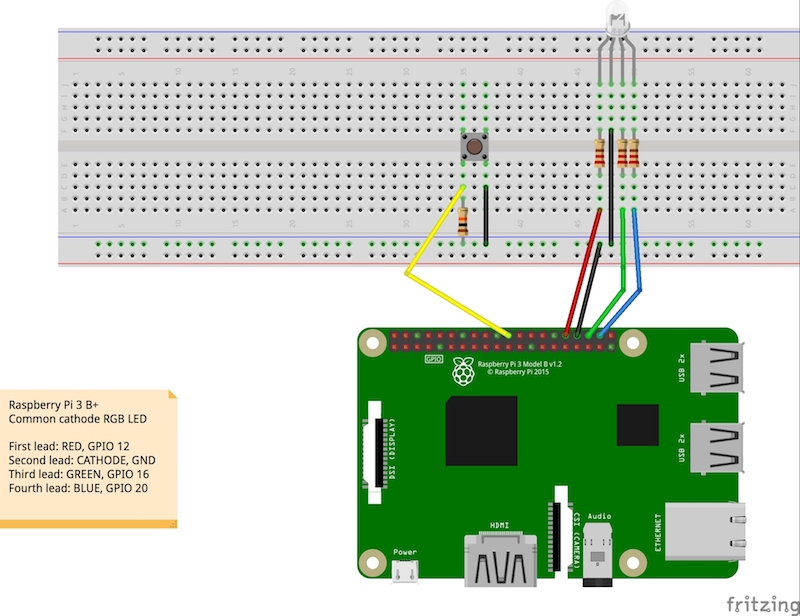 Raspberry Pi 3 Model B v1.2
© Raspberry Pi 2015
GPIO
USB 2x
DSI (DISPLAY)
USB 2x
Raspberry Pi 3 B+
Common cathode RGB LED
First lead: RED, GPIO 12
Second lead: CATHODE, GND
Third lead: GREEN, GPIO 16
Fourth lead: BLUE, GPIO 20
CSI (CAMERA)
Audio
ETHERNET
HDMI
Power
fritzing